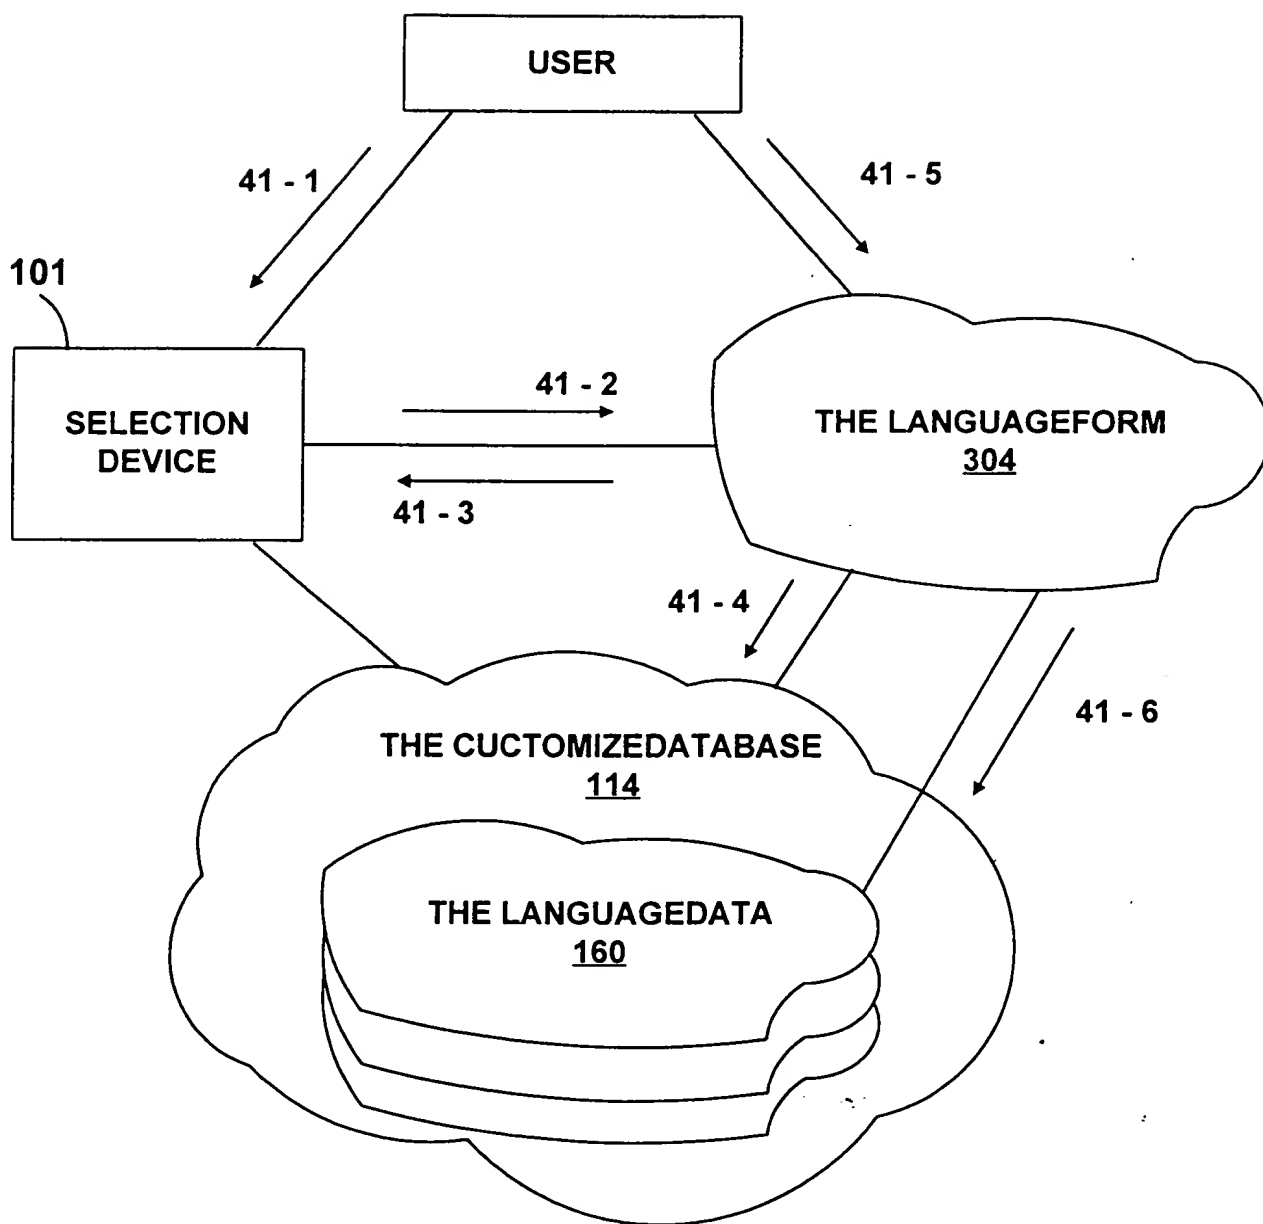 USER
41 - 1
41 - 5
101
SELECTION
DEVICE
41 - 2
41 - 3
THE LANGUAGEFORM
304
41 - 4
41 - 6
THE CUCTOMIZEDATABASE
114
THE LANGUAGEDATA
160